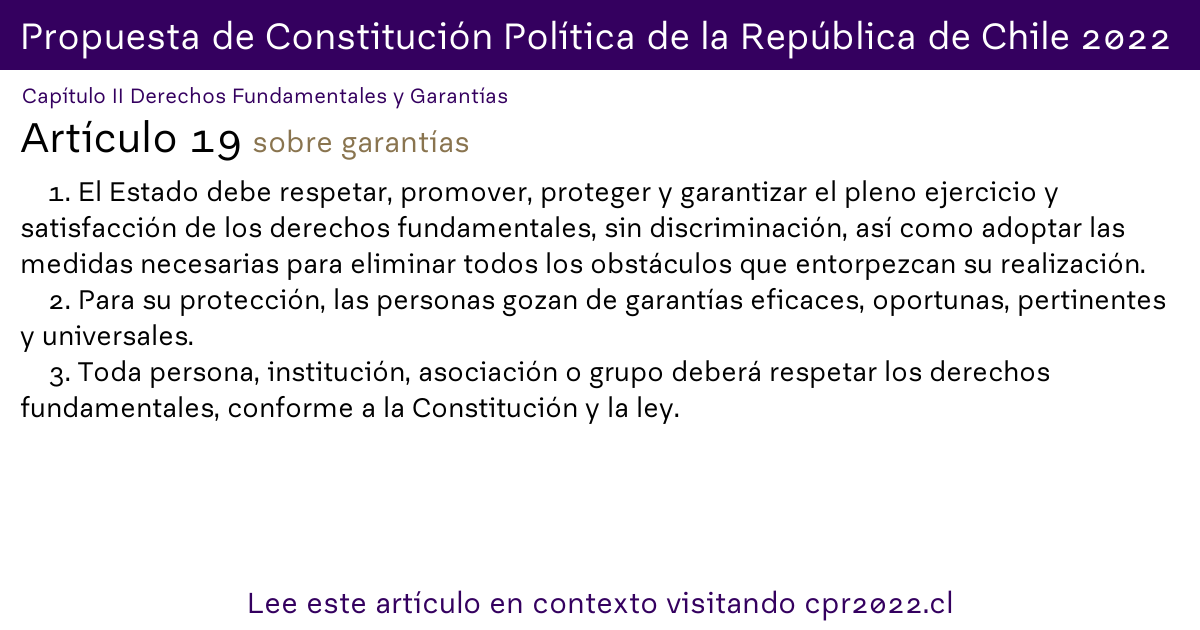 Propuesta de Constitución Política de la República de Chile 2022
Capítulo II Derechos Fundamentales y Garantías
Artículo 19 sobre garantías
1. El Estado debe respetar, promover, proteger y garantizar el pleno ejercicio y
satisfacción de los derechos fundamentales, sin discriminación, así como adoptar las
medidas necesarias para eliminar todos los obstáculos que entorpezcan su realización.
2. Para su protección, las personas gozan de garantías eficaces, oportunas, pertinentes
y universales.
3. Toda persona, institución, asociación o grupo deberá respetar los derechos
fundamentales, conforme a la Constitución y la ley.
Lee este artículo en contexto visitando cpr2022.cl